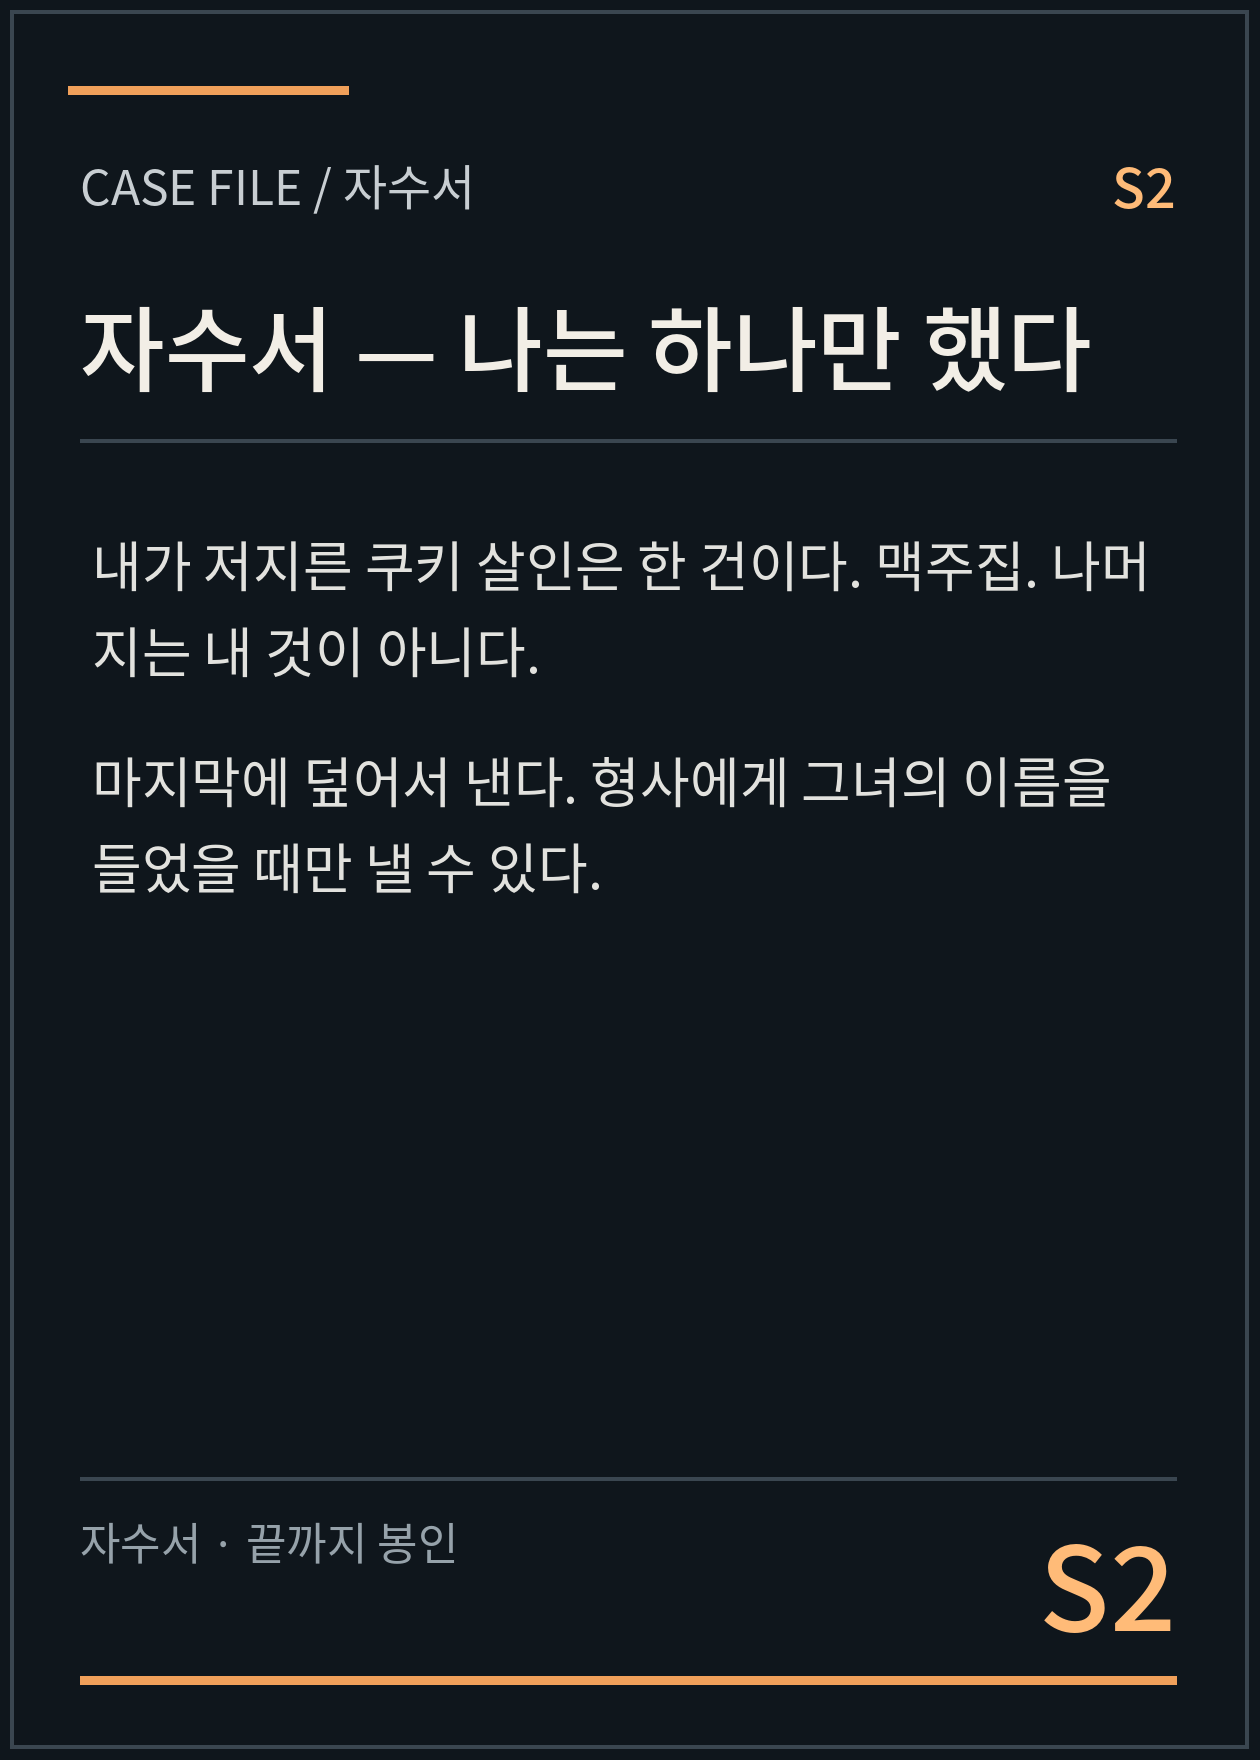 CASE FILE / 자수서
S2
자수서 — 나는 하나만 했다
내가 저지른 쿠키 살인은 한 건이다. 맥주집. 나머
지는 내 것이 아니다.
마지막에 덮어서 낸다. 형사에게 그녀의 이름을
들었을 때만 낼 수 있다.
자수서 · 끝까지 봉인
S2